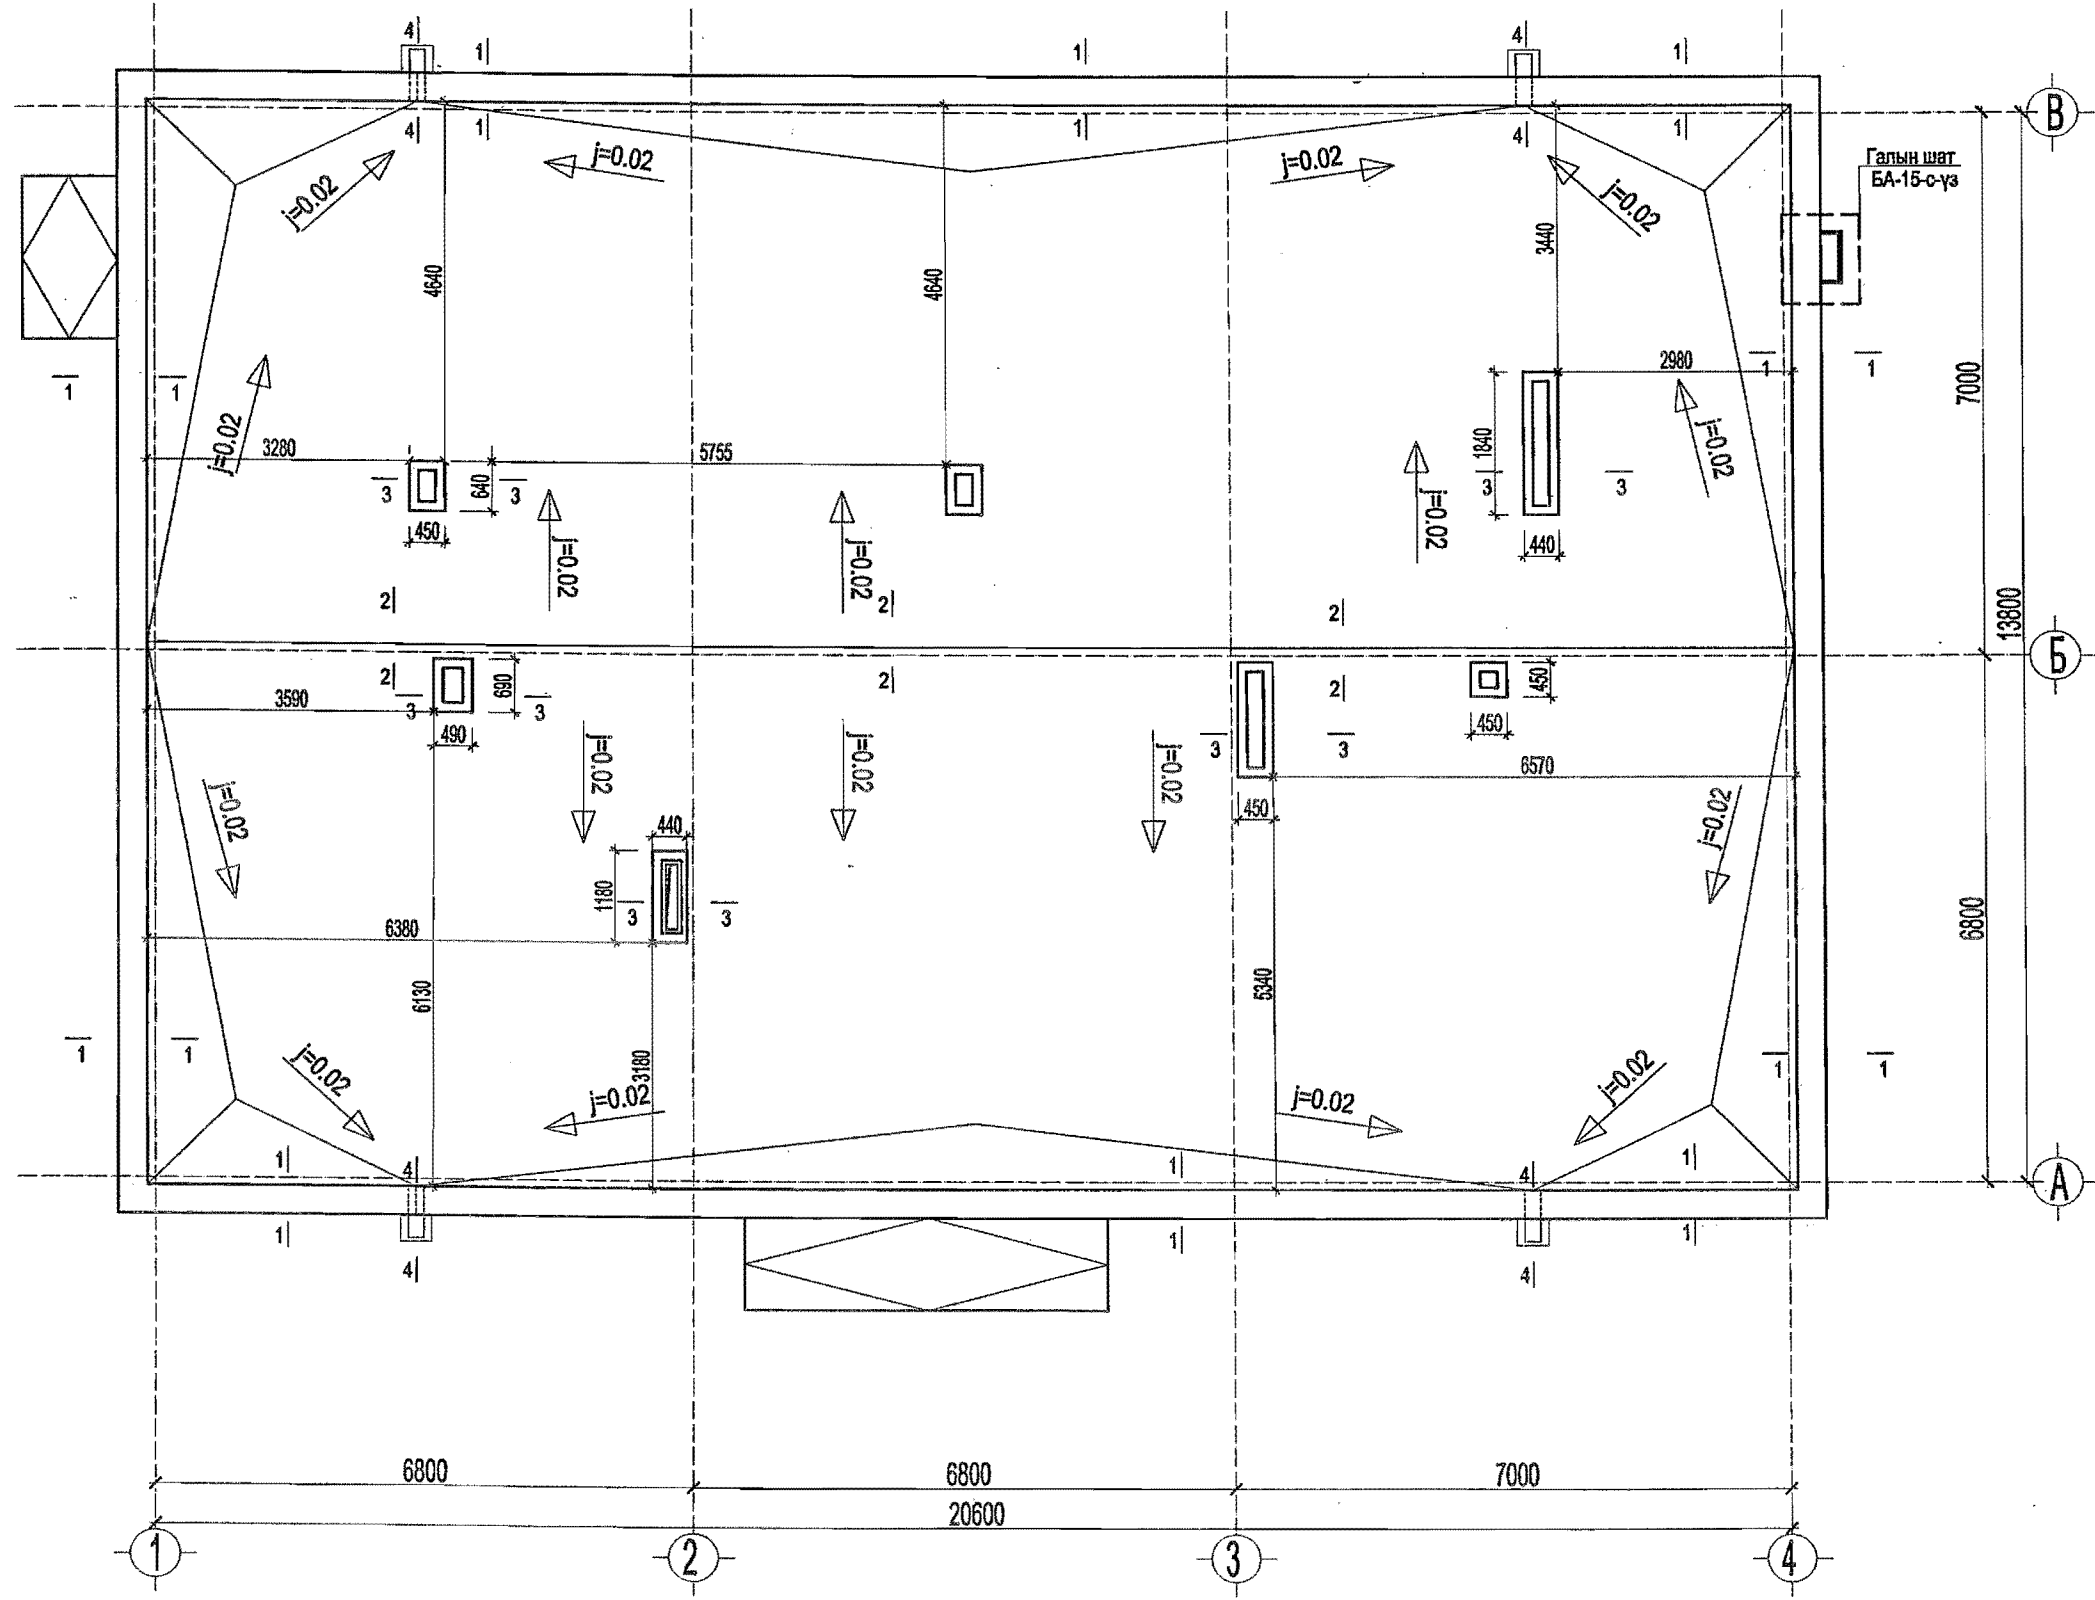 4 1 1 4 1
В
4 1 1 4 1
j=0.02 j=0.02
Галын шат
БА-15-с-үз
j=0.02 j=0.02
3440
4640 4640
2980
1 1 1 1
7000
j=0.02 3280 5755 1840 j=0.02
640
3 3 3 3
450 j=0.02 440
j=0.02 j=0.02
2 2 2
13800
Б
2 2 2
3590 690 450
3 3
490 450
j=0.02 j=0.02 j=0.02 3 3
6570
j=0.02 450 j=0.02
440
1180
3 3
6380
6800
6130 5340
1 1 1 1
j=0.02 3180 j=0.02
j=0.02 j=0.02
1 4 1 4 1
А
1 1 1
4 4
6800 6800 7000
20600
1 2 3 4